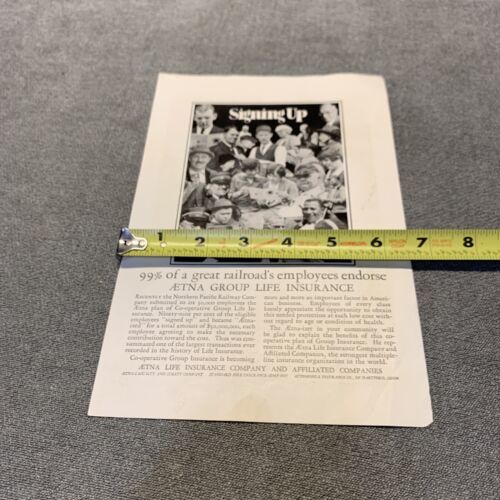 Signing Up
1 2 3 4 5 6 7 8
99% of a great railroad's employees endorse
ÆTNA GROUP LIFE INSURANCE
Recently the Northern Pacific Railway Com-
pany submitted to its employees the
Ætna plan of Co-operative Group Life In-
surance. Ninety-nine per cent of the eligible
employees "signed up" and became "Ætna-
ized" for a total amount of
employee agreeing to make the necessary
contribution toward the cost. Thus was con-
summated one of the largest transactions ever
recorded in the history of Life Insurance.
Co-operative Group Insurance is becoming
more and more an important factor in Ameri-
can business. Employees of every class
keenly appreciate the opportunity to obtain
this needed protection at such low cost with-
out regard to age or condition of health.
The Ætna-izer in your community will
be glad to explain the benefits of this co-
operative plan of Group Insurance. He rep-
resents the Ætna Life Insurance Company and
Affiliated Companies, the strongest multiple-
line insurance organization in the world.
ÆTNA LIFE INSURANCE COMPANY AND AFFILIATED COMPANIES
ÆTNA CASUALTY AND SURETY COMPANY